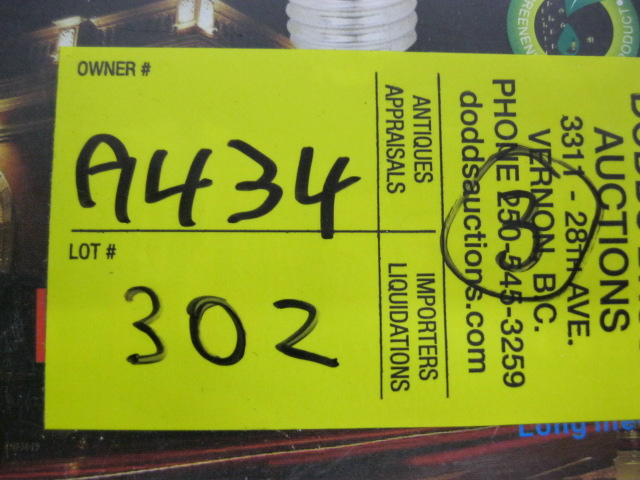 OWNER #
A434
LOT #
302
ANTIQUES
APPRAISALS
IMPORTERS
LIQUIDATIONS
AUCTIONS
3311 - 28TH AVE.
VERNON, B.C.
PHONE 250-545-3259
doddsauctions.com
3